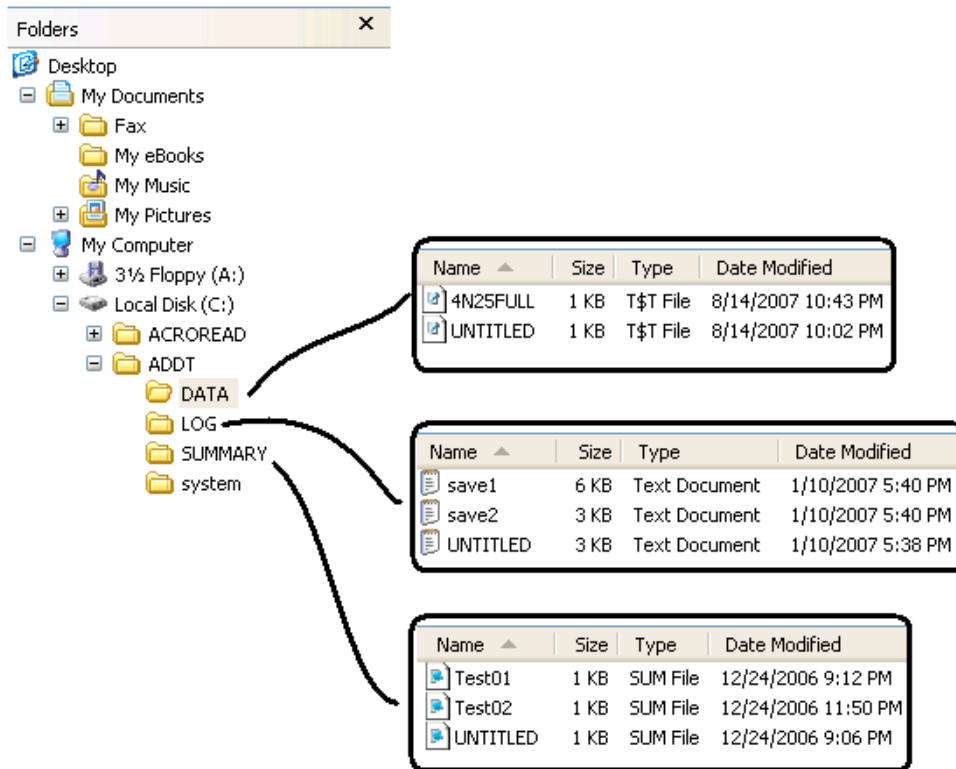 Folders
Desktop
My Documents
Fax
My eBooks
My Music
My Pictures
My Computer
3½ Floppy (A:)
Local Disk (C:)
ACROREAD
ADDT
DATA
LOG
SUMMARY
system
Name Size Type Date Modified
4N25FULL 1 KB T$T File 8/14/2007 10:43 PM
UNTITLED 1 KB T$T File 8/14/2007 10:02 PM
Name Size Type Date Modified
save1 6 KB Text Document 1/10/2007 5:40 PM
save2 3 KB Text Document 1/10/2007 5:40 PM
UNTITLED 3 KB Text Document 1/10/2007 5:38 PM
Name Size Type Date Modified
Test01 1 KB SUM File 12/24/2006 9:12 PM
Test02 1 KB SUM File 12/24/2006 11:50 PM
UNTITLED 1 KB SUM File 12/24/2006 9:06 PM